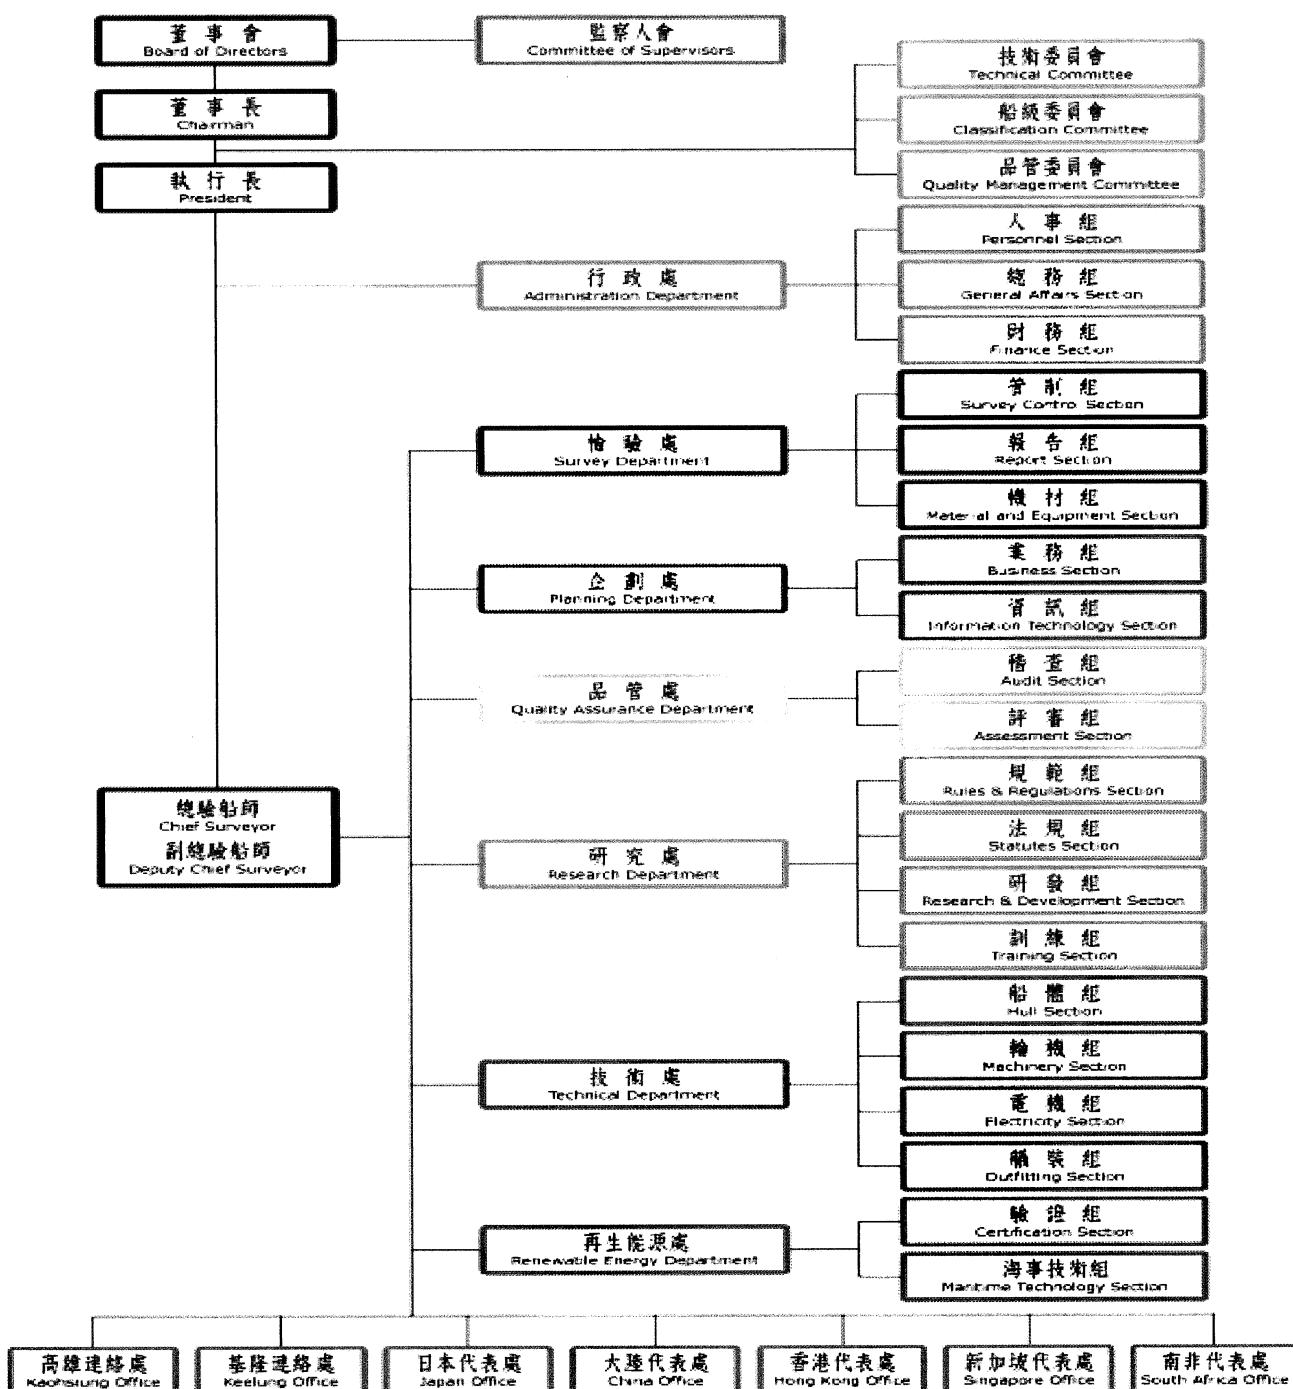 董事會
Board of Directors
監察人會
Committee of Supervisors
技術委員會
Technical Committee
董事長
Chairman
船級委員會
Classification Committee
執行長
President
品管委員會
Quality Management Committee
人事組
Personnel Section
行政處
Administration Department
總務組
General Affairs Section
財務組
Finance Section
管制組
Survey Control Section
檢驗處
Survey Department
報告組
Report Section
機材組
Material and Equipment Section
業務組
Business Section
企劃處
Planning Department
資訊組
Information Technology Section
稽查組
Audit Section
品管處
Quality Assurance Department
評審組
Assessment Section
規範組
Rules & Regulations Section
總驗船師
Chief Surveyor
副總驗船師
Deputy Chief Surveyor
法規組
Statutes Section
研究處
Research Department
研發組
Research & Development Section
訓練組
Training Section
船體組
Hull Section
輪機組
Machinery Section
技術處
Technical Department
電機組
Electricity Section
艤裝組
Outfitting Section
驗證組
Certification Section
再生能源處
Renewable Energy Department
海事技術組
Maritime Technology Section
高雄連絡處
Kaohsiung Office
基隆連絡處
Keelung Office
日本代表處
Japan Office
大陸代表處
China Office
香港代表處
Hong Kong Office
新加坡代表處
Singapore Office
南非代表處
South Africa Office